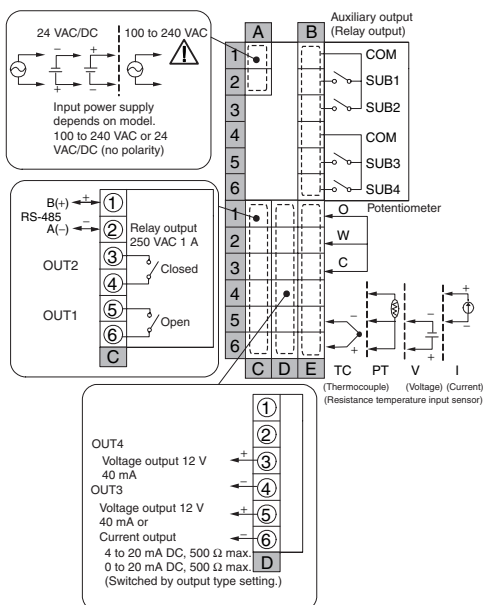 24 VAC/DC
100 to 240 VAC
Input power supply
depends on model.
100 to 240 VAC or 24
VAC/DC (no polarity)
A
B
Auxiliary output
(Relay output)
1
2
3
4
5
6
COM
SUB1
SUB2
COM
SUB3
SUB4
1
2
3
4
5
6
C D E
Potentiometer
O
W
C
TC PT V I
(Thermocouple) (Voltage) (Current)
(Resistance temperature input sensor)
B(+)
RS-485
A(−)
OUT2
OUT1
1
2
3
4
5
6
C
Relay output
250 VAC 1 A
Closed
Open
OUT4
Voltage output 12 V
40 mA
OUT3
Voltage output 12 V
40 mA or
Current output
4 to 20 mA DC, 500 Ω max.
0 to 20 mA DC, 500 Ω max.
(Switched by output type setting.)
1
2
3
4
5
6
D